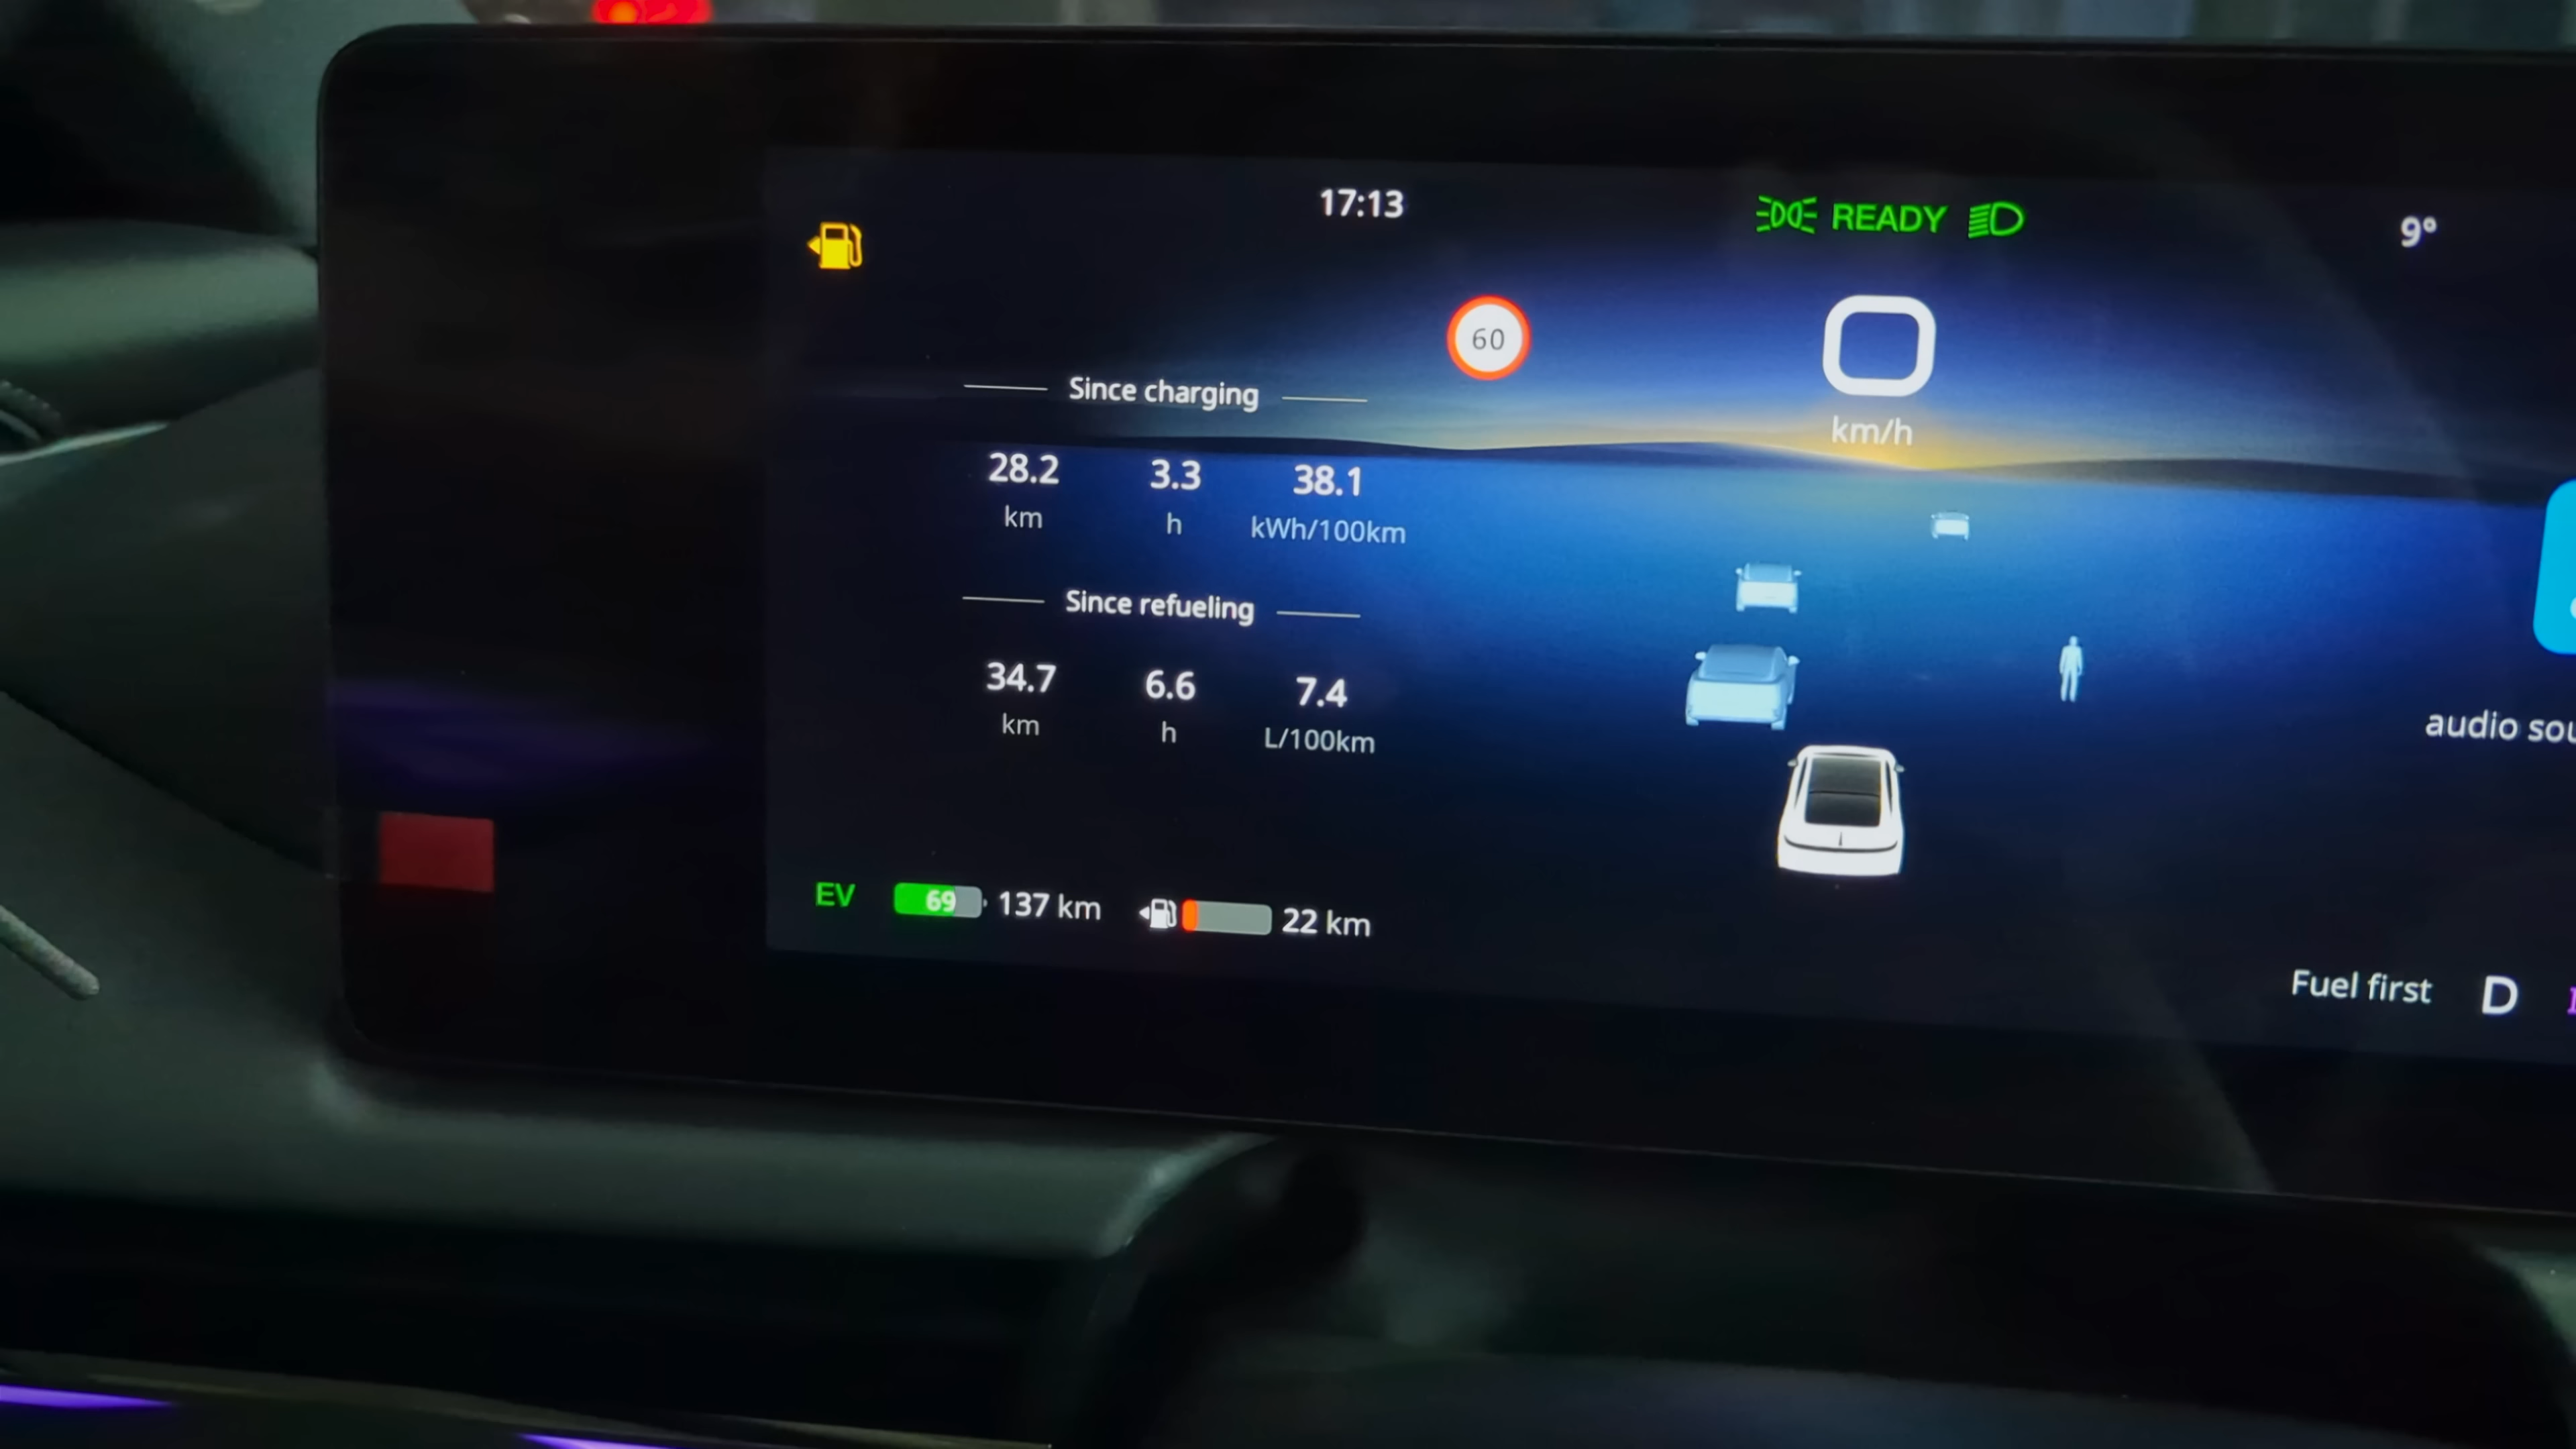 17:13
READY
9°
60
0
km/h
Since charging
28.2 3.3 38.1
km h kWh/100km
Since refueling
34.7 6.6 7.4
km h L/100km
audio
EV 69 137 km 22 km
Fuel first D